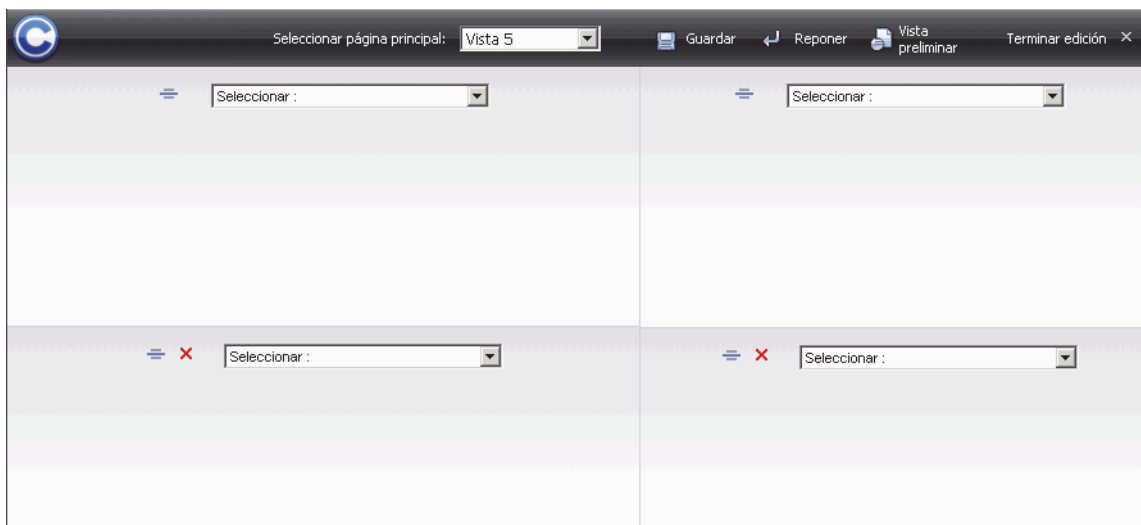 Seleccionar página principal: Vista 5 Guardar Reponer Vista preliminar Terminar edición
Seleccionar : Seleccionar :
Seleccionar : Seleccionar :